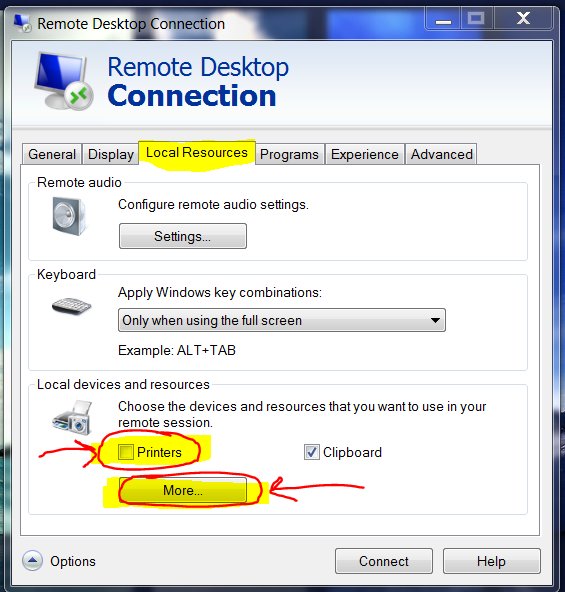 Remote Desktop Connection
Remote Desktop
Connection
General Display Local Resources Programs Experience Advanced
Remote audio
Configure remote audio settings.
Settings...
Keyboard
Apply Windows key combinations:
Only when using the full screen
Example: ALT+TAB
Local devices and resources
Choose the devices and resources that you want to use in your
remote session.
Printers Clipboard
More...
Options Connect Help